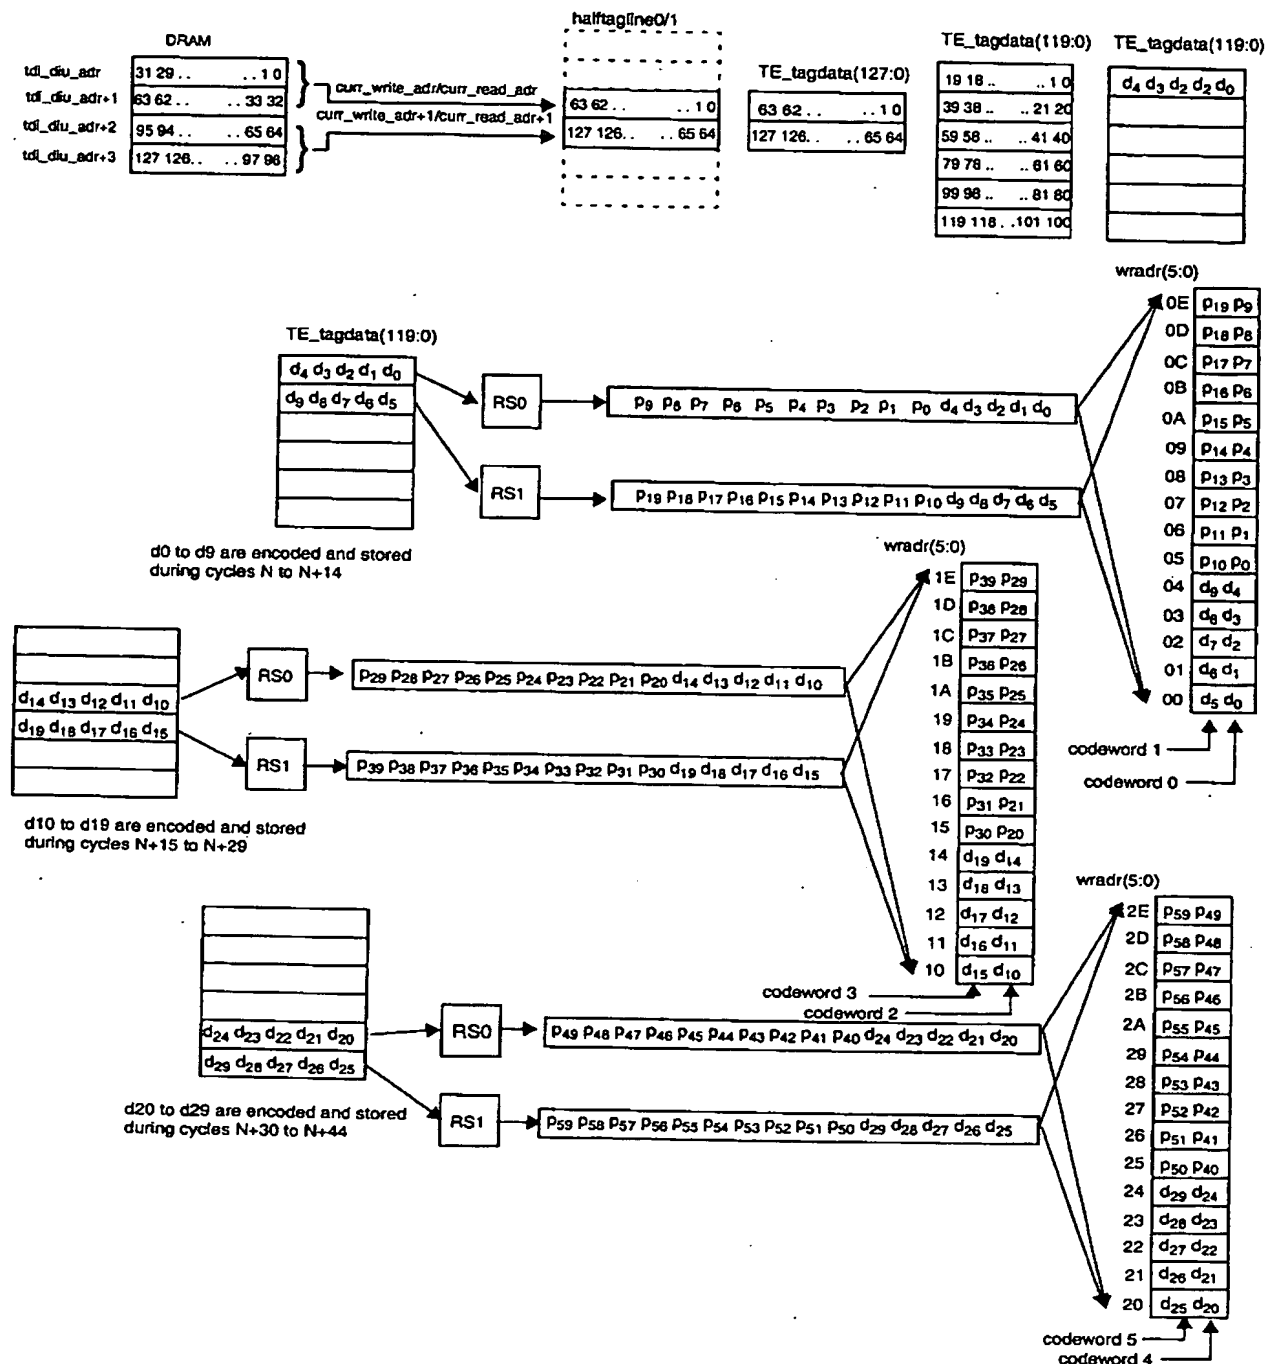 halftagline0/1
DRAM
TE_tagdata(119:0)
TE_tagdata(119:0)
TE_tagdata(127:0)
tdi_diu_adr
31 29 . . . . 1 0
tdi_diu_adr+1
63 62 . . . . 33 32
tdi_diu_adr+2
95 94 . . . . 65 64
tdi_diu_adr+3
127 126 . . . . 97 96
curr_write_adr/curr_read_adr
curr_write_adr+1/curr_read_adr+1
63 62 . . . . 1 0
127 126. . . . 65 64
63 62 . . . . 1 0
127 126. . . . 65 64
19 18 . . . . 1 0
39 38 . . . . 21 20
59 58 . . . . 41 40
79 78 . . . . 61 60
99 98 . . . . 81 80
119 118 . . 101 100
d4 d3 d2 d2 d0
wradr(5:0)
0E p19 p9
0D p18 p8
0C p17 p7
0B p16 p6
0A p15 p5
09 p14 p4
08 p13 p3
07 p12 p2
06 p11 p1
05 p10 p0
04 d9 d4
03 d8 d3
02 d7 d2
01 d6 d1
00 d5 d0
codeword 1
codeword 0
TE_tagdata(119:0)
d4 d3 d2 d1 d0
d9 d8 d7 d6 d5
RS0
p9 p8 p7 p6 p5 p4 p3 p2 p1 p0 d4 d3 d2 d1 d0
RS1
p19 p18 p17 p16 p15 p14 p13 p12 p11 p10 d9 d8 d7 d6 d5
d0 to d9 are encoded and stored
during cycles N to N+14
wradr(5:0)
1E p39 p29
1D p38 p28
1C p37 p27
1B p36 p26
1A p35 p25
19 p34 p24
18 p33 p23
17 p32 p22
16 p31 p21
15 p30 p20
14 d19 d14
13 d18 d13
12 d17 d12
11 d16 d11
10 d15 d10
codeword 3
codeword 2
d14 d13 d12 d11 d10
d19 d18 d17 d16 d15
RS0
p29 p28 p27 p26 p25 p24 p23 p22 p21 p20 d14 d13 d12 d11 d10
RS1
p39 p38 p37 p36 p35 p34 p33 p32 p31 p30 d19 d18 d17 d16 d15
d10 to d19 are encoded and stored
during cycles N+15 to N+29
wradr(5:0)
2E p59 p49
2D p58 p48
2C p57 p47
2B p56 p46
2A p55 p45
29 p54 p44
28 p53 p43
27 p52 p42
26 p51 p41
25 p50 p40
24 d29 d24
23 d28 d23
22 d27 d22
21 d26 d21
20 d25 d20
codeword 5
codeword 4
d24 d23 d22 d21 d20
d29 d28 d27 d26 d25
RS0
p49 p48 p47 p46 p45 p44 p43 p42 p41 p40 d24 d23 d22 d21 d20
RS1
p59 p58 p57 p56 p55 p54 p53 p52 p51 p50 d29 d28 d27 d26 d25
d20 to d29 are encoded and stored
during cycles N+30 to N+44